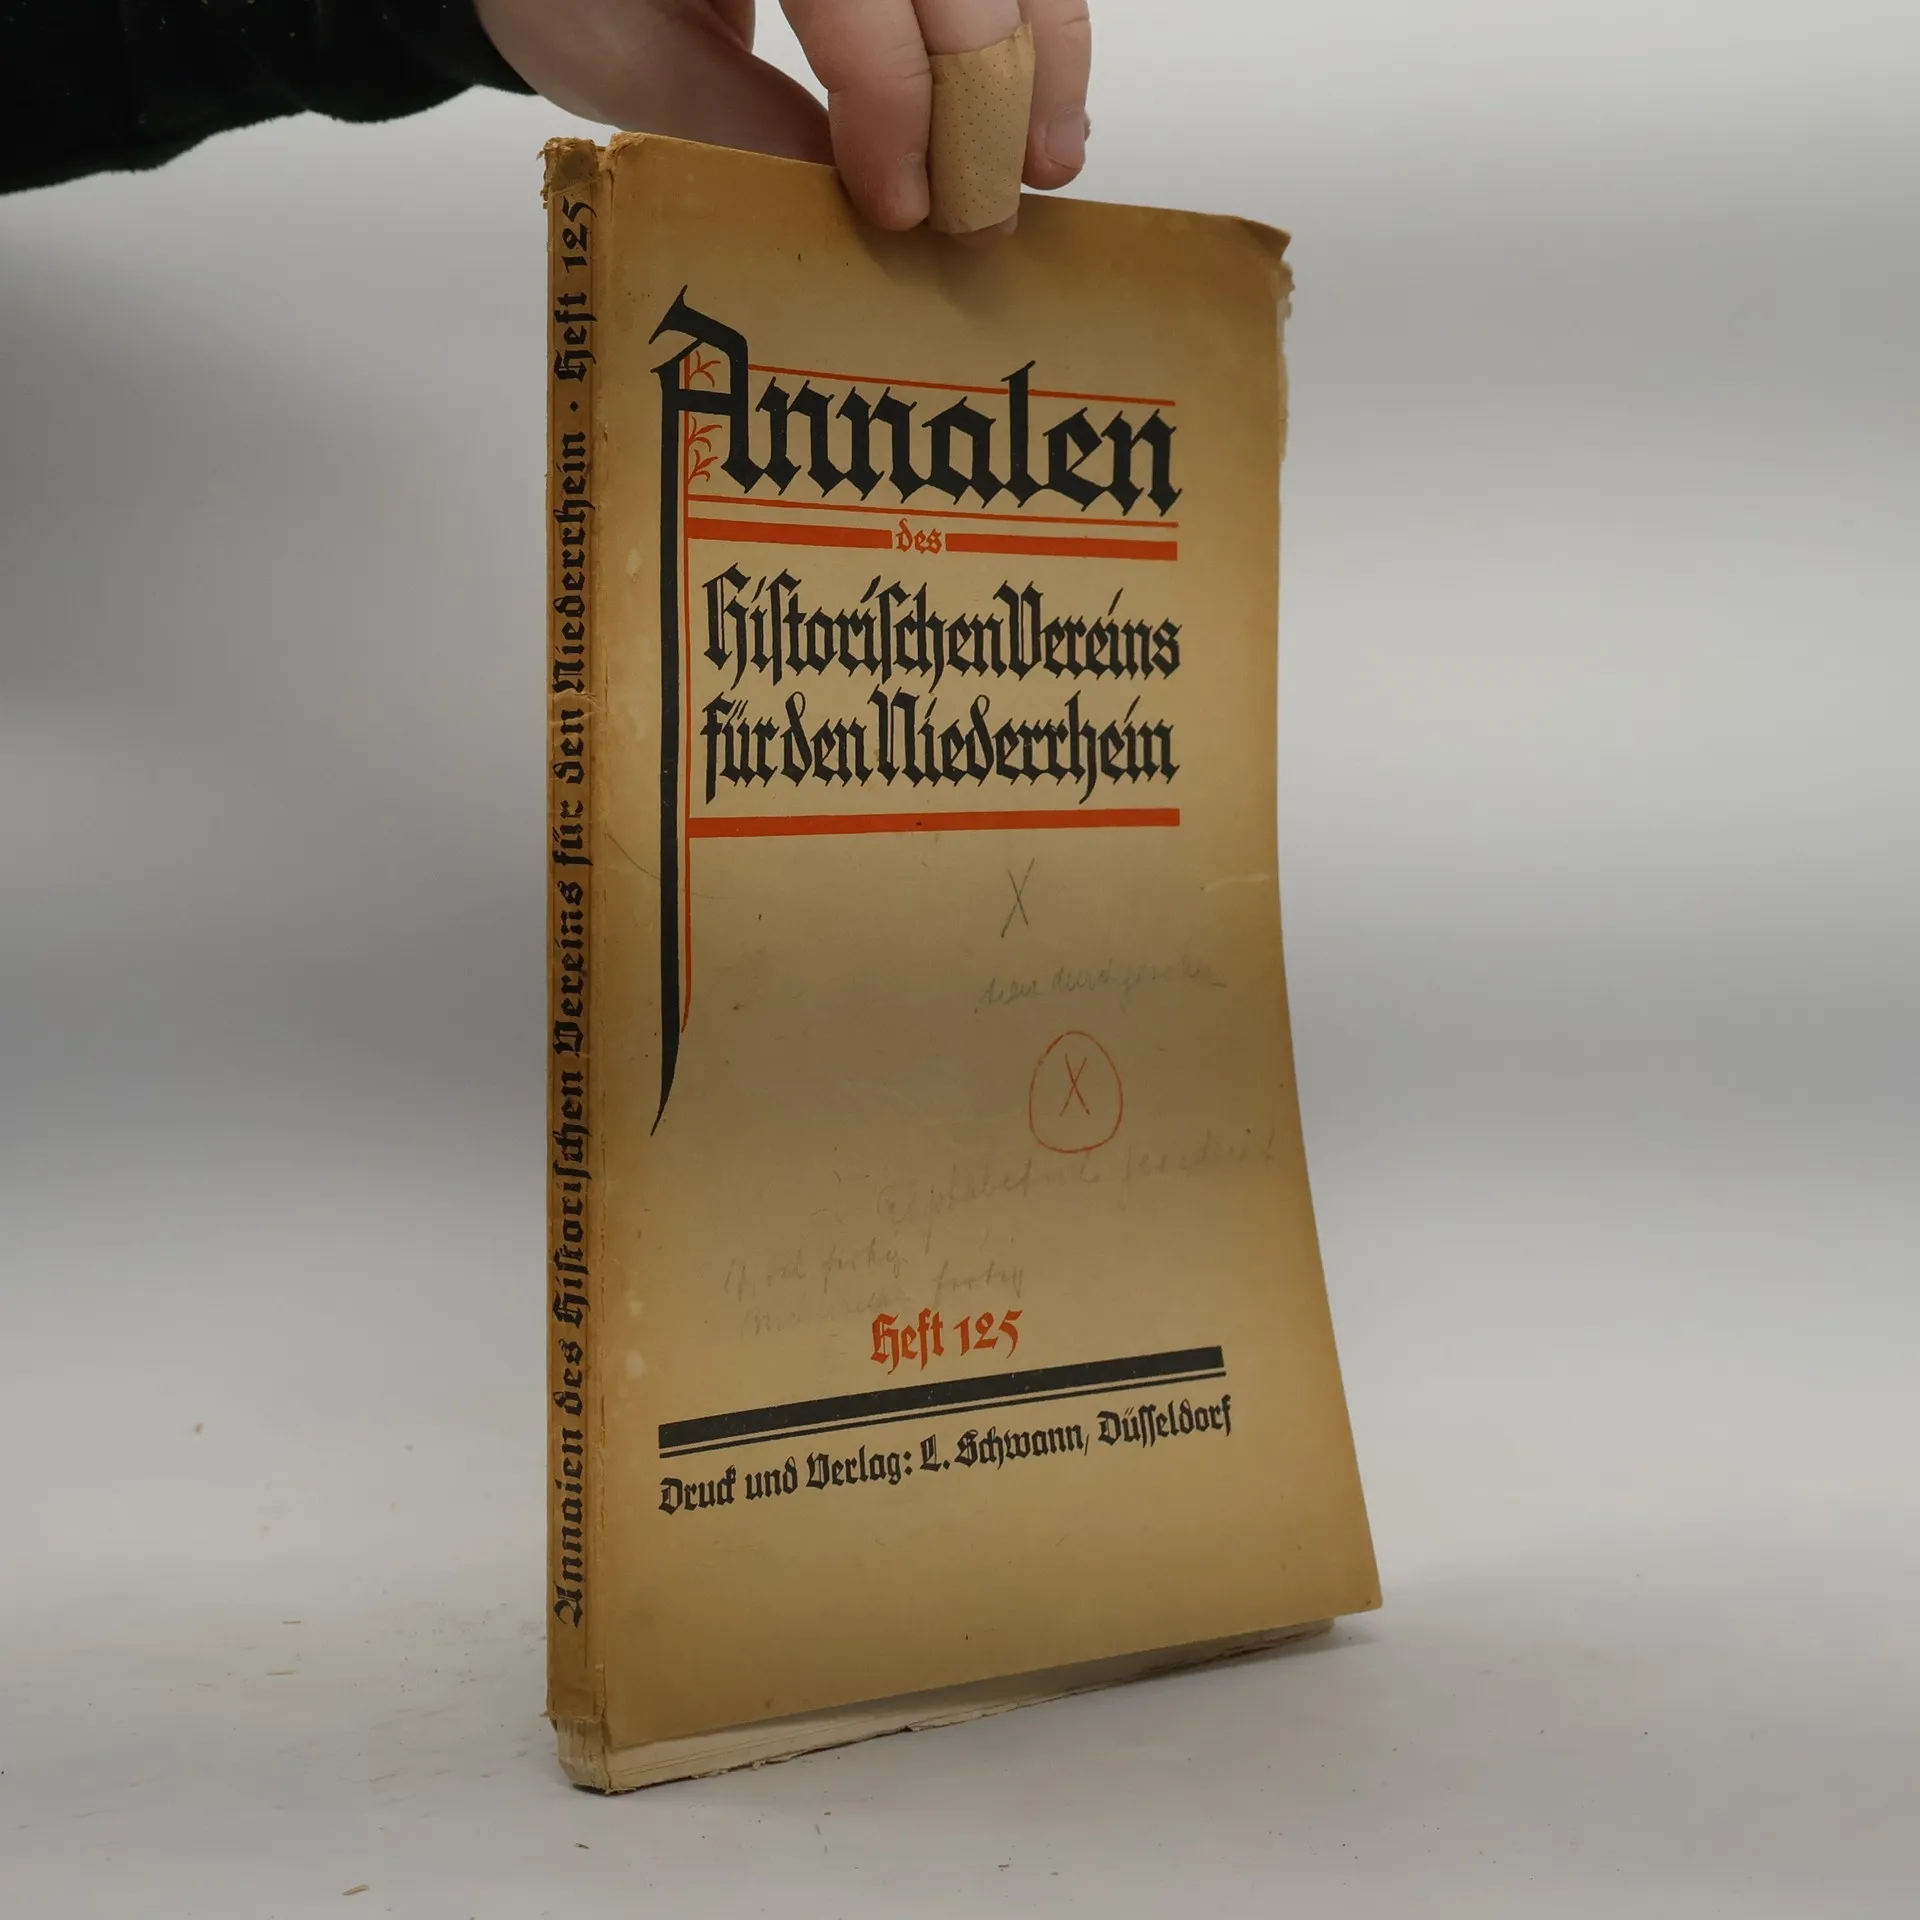 Annalen des Historischen Vereins für den Niederrhein · Heft 125
Annalen
des
Historischen Vereins
für den Niederrhein
X
X
fertig
Heft 125
Druck und Verlag: L. Schwann, Düsseldorf